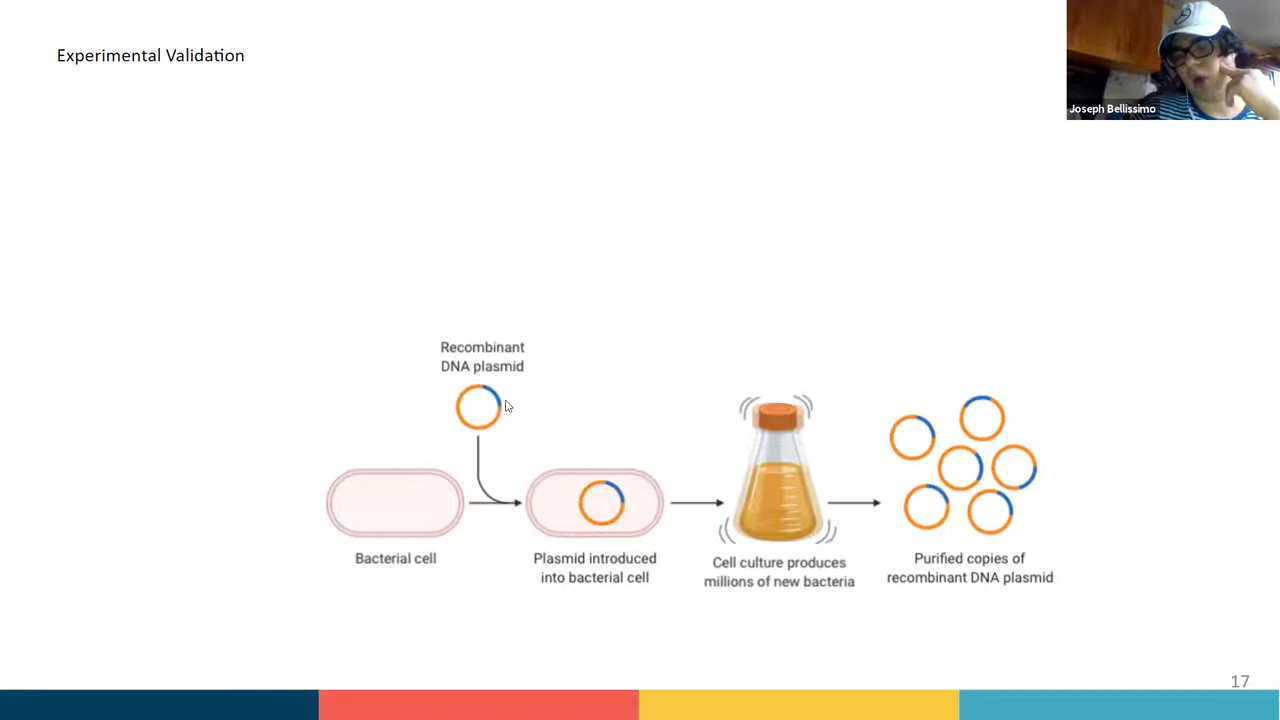 Experimental Validation
Joseph Bellissimo
Recombinant
DNA plasmid
Bacterial cell
Plasmid introduced
into bacterial cell
Cell culture produces
millions of new bacteria
Purified copies of
recombinant DNA plasmid
17